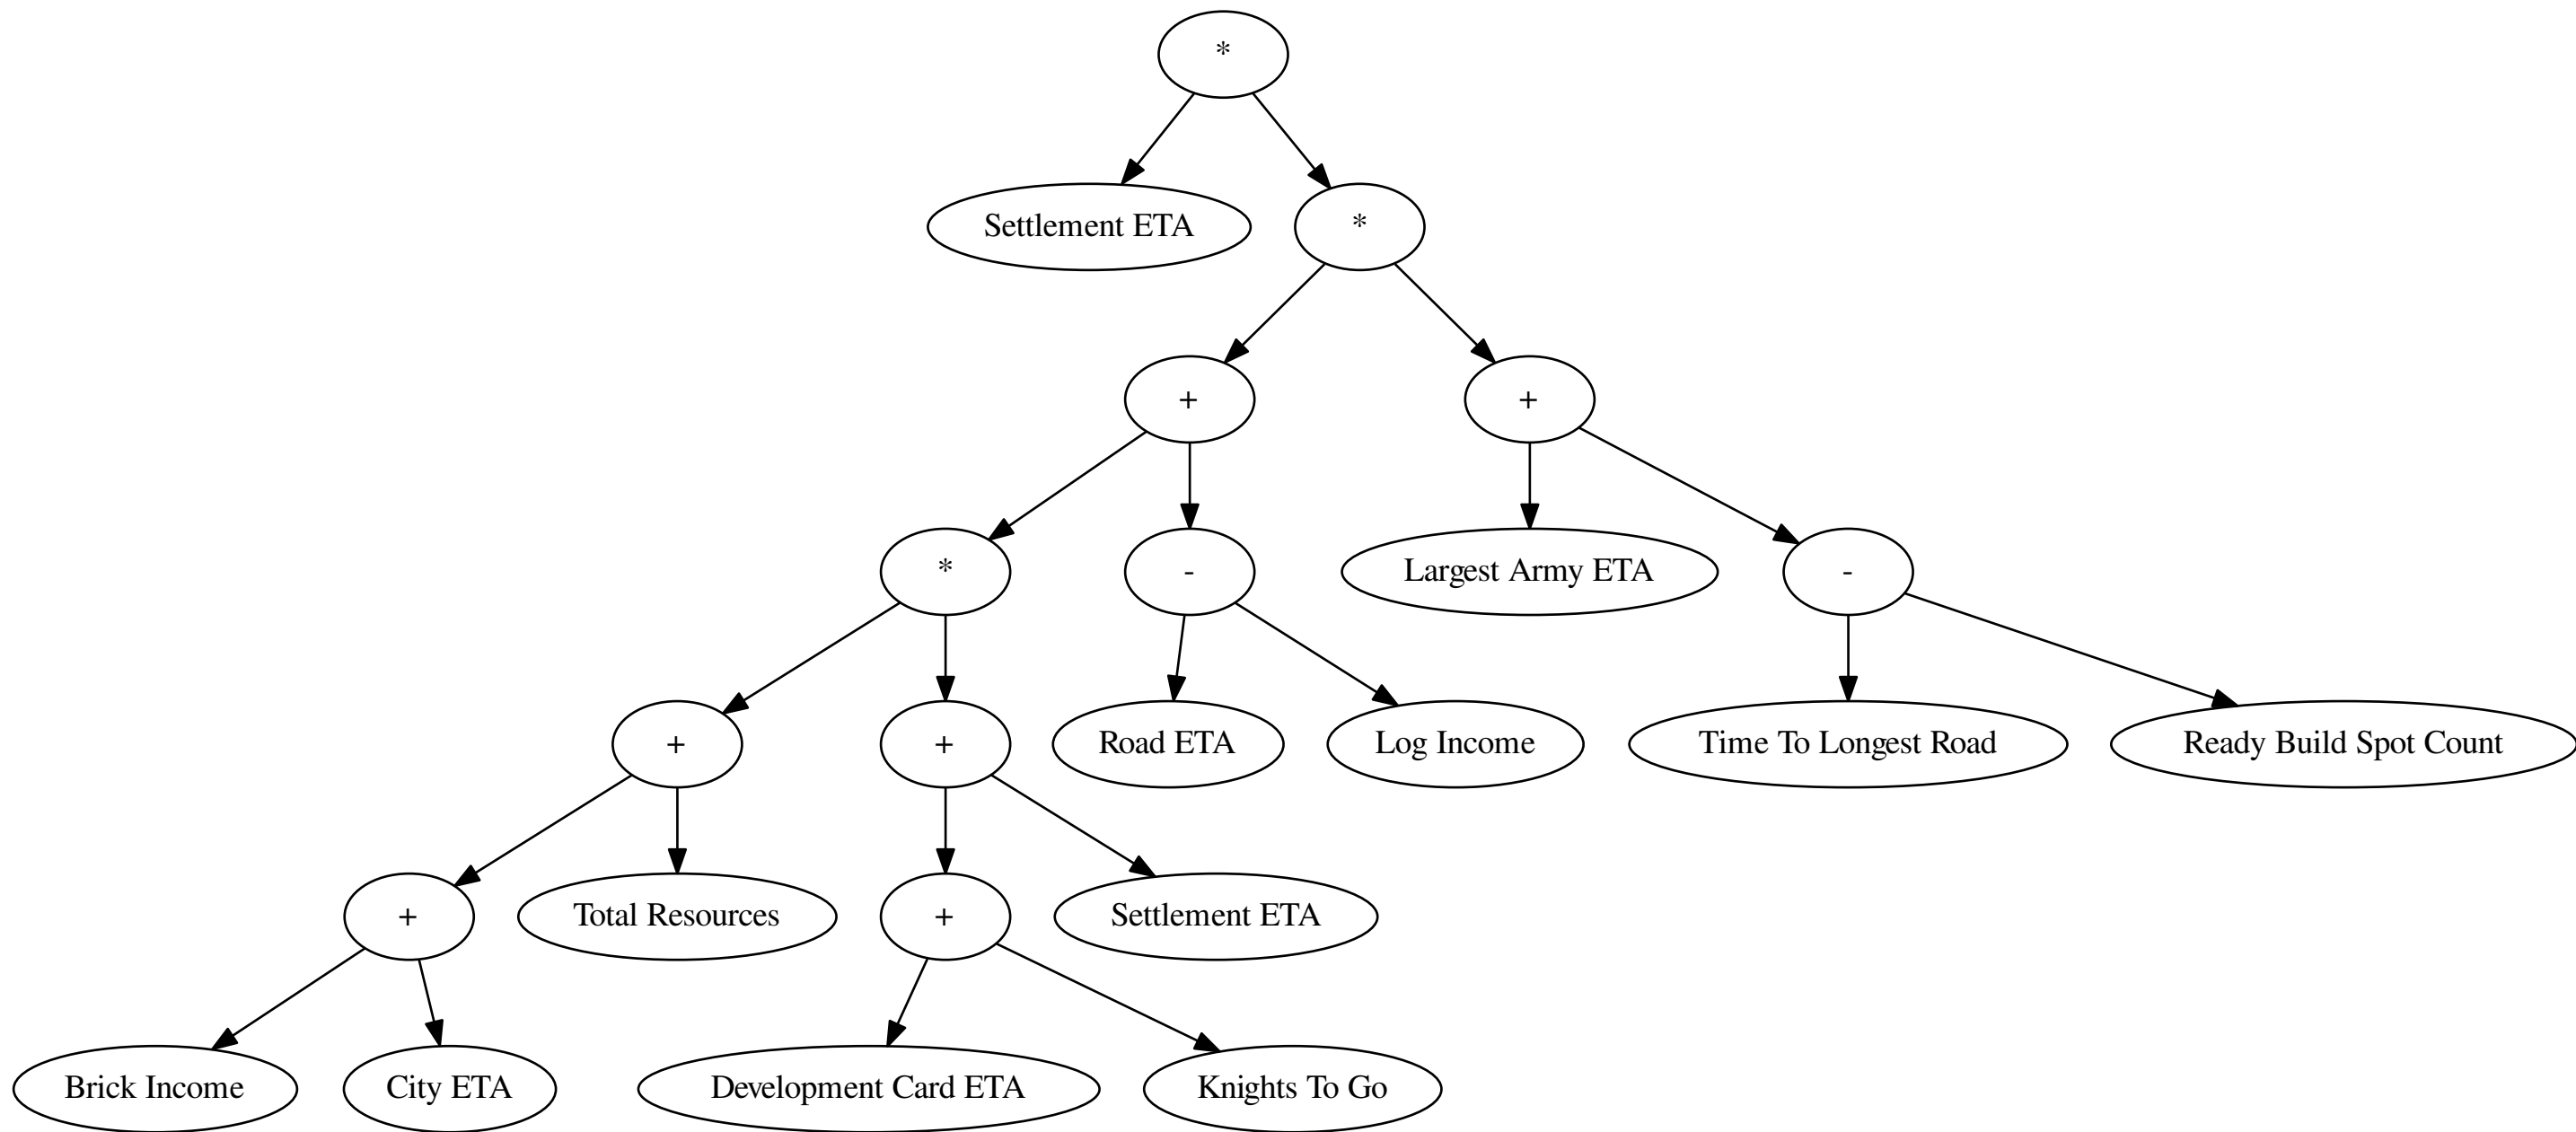 *
Settlement ETA
*
+
+
*
-
Largest Army ETA
-
+
+
Road ETA
Log Income
Time To Longest Road
Ready Build Spot Count
+
Total Resources
+
Settlement ETA
Brick Income
City ETA
Development Card ETA
Knights To Go